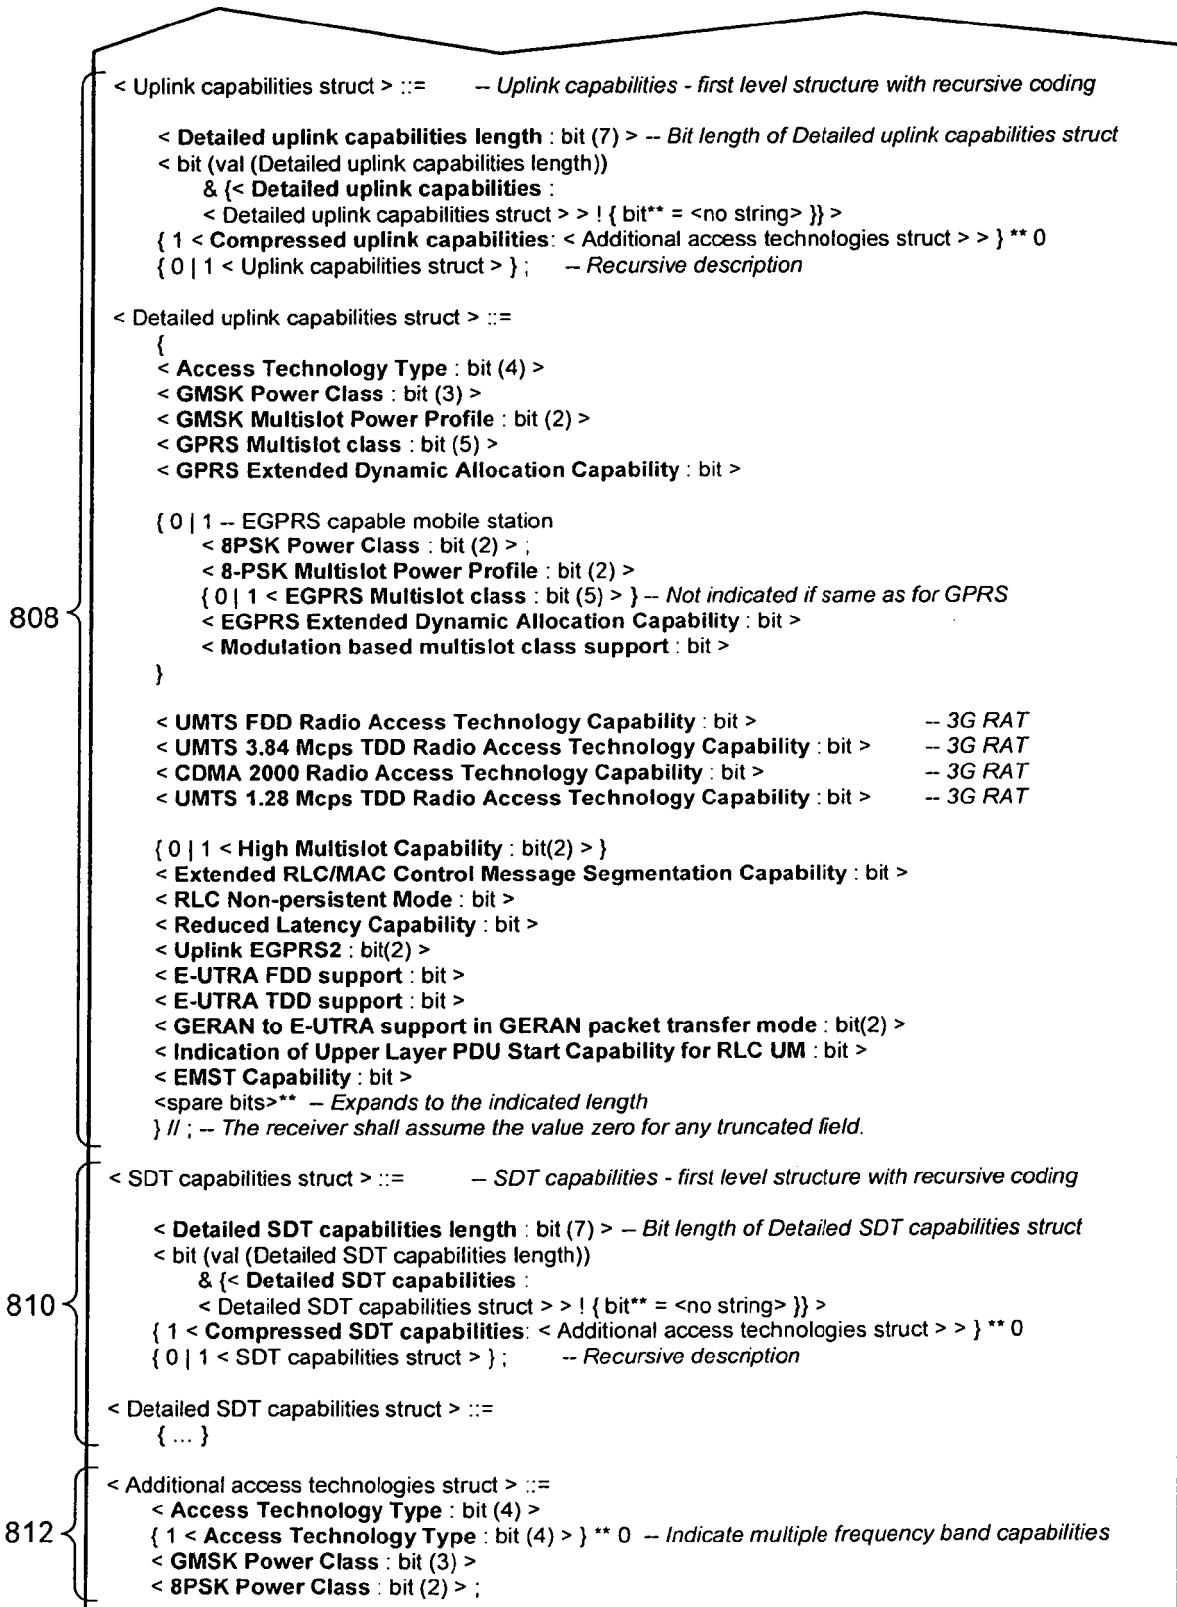 < Uplink capabilities struct > ::= -- Uplink capabilities - first level structure with recursive coding
< Detailed uplink capabilities length : bit (7) > -- Bit length of Detailed uplink capabilities struct
< bit (val (Detailed uplink capabilities length))
& {< Detailed uplink capabilities :
< Detailed uplink capabilities struct > > ! { bit** = <no string> }} >
{ 1 < Compressed uplink capabilities: < Additional access technologies struct > > } ** 0
{ 0 | 1 < Uplink capabilities struct > } ; -- Recursive description
< Detailed uplink capabilities struct > ::=
{
< Access Technology Type : bit (4) >
< GMSK Power Class : bit (3) >
< GMSK Multislot Power Profile : bit (2) >
< GPRS Multislot class : bit (5) >
< GPRS Extended Dynamic Allocation Capability : bit >
{ 0 | 1 -- EGPRS capable mobile station
< 8PSK Power Class : bit (2) > ;
< 8-PSK Multislot Power Profile : bit (2) >
{ 0 | 1 < EGPRS Multislot class : bit (5) > } -- Not indicated if same as for GPRS
808
< EGPRS Extended Dynamic Allocation Capability : bit >
< Modulation based multislot class support : bit >
}
< UMTS FDD Radio Access Technology Capability : bit > -- 3G RAT
< UMTS 3.84 Mcps TDD Radio Access Technology Capability : bit > -- 3G RAT
< CDMA 2000 Radio Access Technology Capability : bit > -- 3G RAT
< UMTS 1.28 Mcps TDD Radio Access Technology Capability : bit > -- 3G RAT
{ 0 | 1 < High Multislot Capability : bit(2) > }
< Extended RLC/MAC Control Message Segmentation Capability : bit >
< RLC Non-persistent Mode : bit >
< Reduced Latency Capability : bit >
< Uplink EGPRS2 : bit(2) >
< E-UTRA FDD support : bit >
< E-UTRA TDD support : bit >
< GERAN to E-UTRA support in GERAN packet transfer mode : bit(2) >
< Indication of Upper Layer PDU Start Capability for RLC UM : bit >
< EMST Capability : bit >
<spare bits>** -- Expands to the indicated length
} // ; -- The receiver shall assume the value zero for any truncated field.
< SDT capabilities struct > ::= -- SDT capabilities - first level structure with recursive coding
< Detailed SDT capabilities length : bit (7) > -- Bit length of Detailed SDT capabilities struct
< bit (val (Detailed SDT capabilities length))
& {< Detailed SDT capabilities :
810
< Detailed SDT capabilities struct > > ! { bit** = <no string> }} >
{ 1 < Compressed SDT capabilities: < Additional access technologies struct > > } ** 0
{ 0 | 1 < SDT capabilities struct > } ; -- Recursive description
< Detailed SDT capabilities struct > ::=
{ ... }
< Additional access technologies struct > ::=
< Access Technology Type : bit (4) >
812
{ 1 < Access Technology Type : bit (4) > } ** 0 -- Indicate multiple frequency band capabilities
< GMSK Power Class : bit (3) >
< 8PSK Power Class : bit (2) > ;